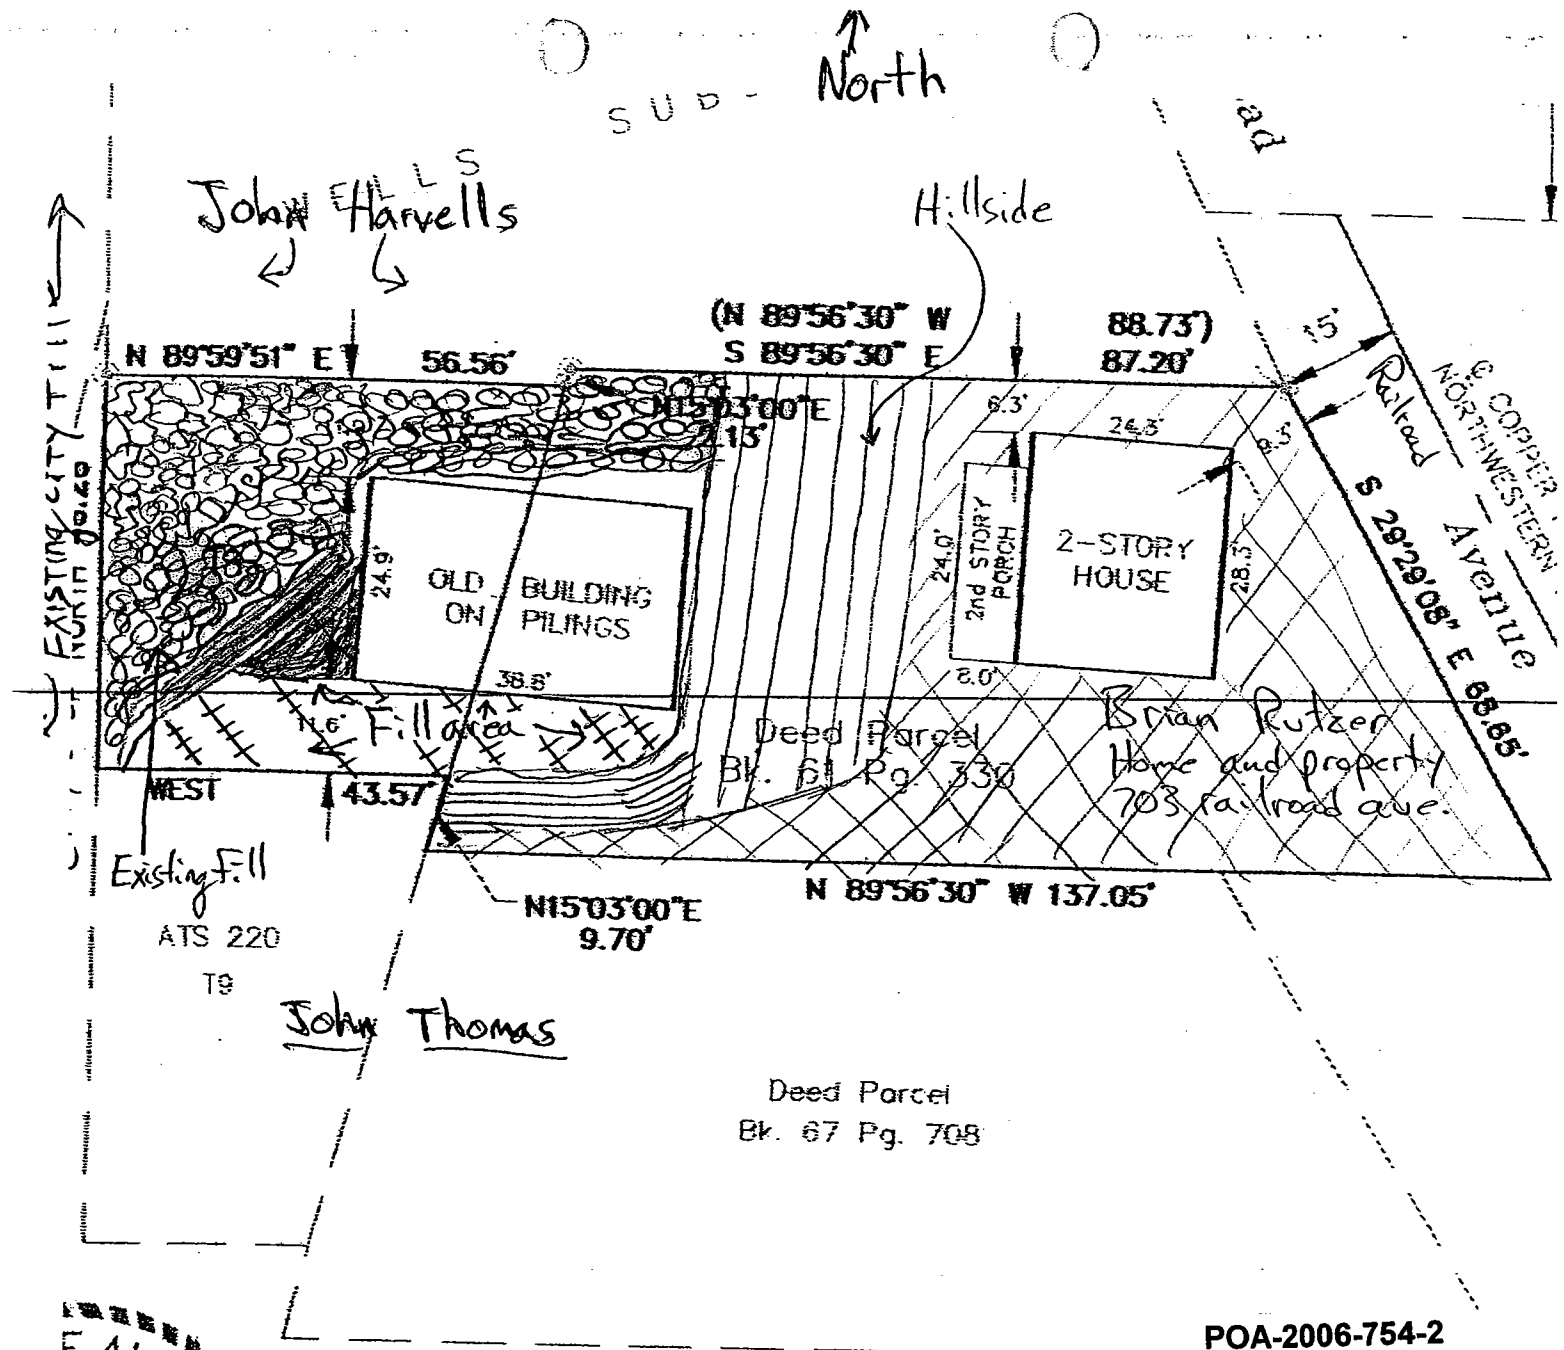 North
SUB-
ad
WELLS
John Harvells
Hillside
EXISTING CITY FILL
(N 89°56'30" W 88.73')
S 89°56'30" E 87.20'
N 89°59'51" E 56.56'
15'
Railroad
Avenue
℄ COPPER
NORTHWESTERN
N15°03'00"E
2.13'
6.3'
24.3'
9.3'
S 29°29'08" E 68.85'
T8
24.9'
OLD BUILDING
ON PILINGS
38.8'
24.0'
2nd STORY
PORCH
2-STORY
HOUSE
28.3'
8.0'
11.6'
Fill area
Deed Parcel
Bk. 61 Pg. 330
Brian Rutzer
Home and property
703 railroad ave.
WEST 43.57'
Existing Fill
N 89°56'30" W 137.05'
N15°03'00"E
9.70'
ATS 220
T9
John Thomas
Deed Parcel
Bk. 67 Pg. 708
POA-2006-754-2